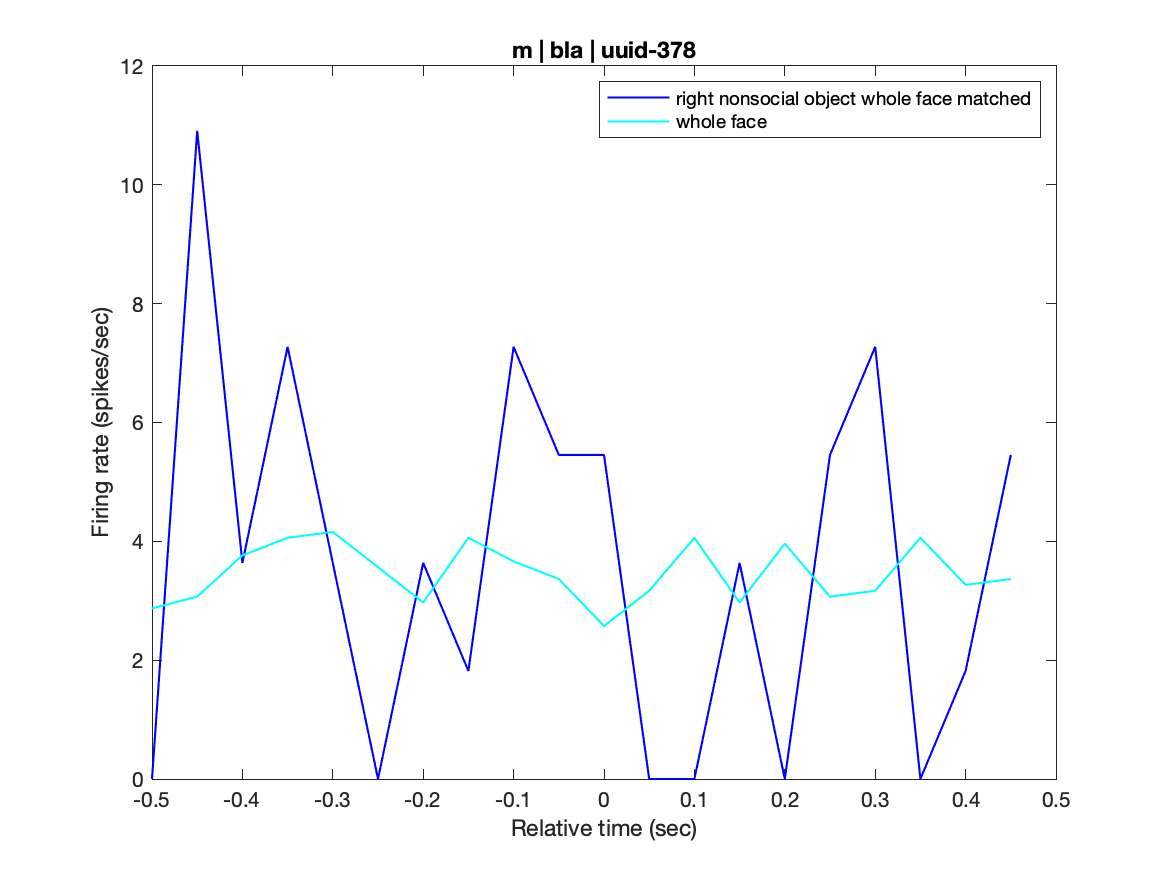 m | bla | uuid-378
right nonsocial object whole face matched
whole face
12
10
8
6
4
2
0
Firing rate (spikes/sec)
-0.5 -0.4 -0.3 -0.2 -0.1 0 0.1 0.2 0.3 0.4 0.5
Relative time (sec)